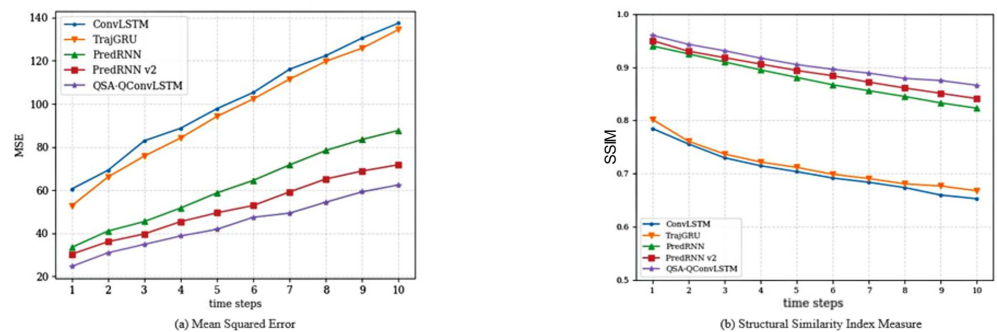 140
120
100
80
60
40
20
MSE
ConvLSTM
TrajGRU
PredRNN
PredRNN v2
QSA-QConvLSTM
1 2 3 4 5 6 7 8 9 10
time steps
(a) Mean Squared Error
1.0
0.9
0.8
0.7
0.6
0.5
SSIM
ConvLSTM
TrajGRU
PredRNN
PredRNN v2
QSA-QConvLSTM
1 2 3 4 5 6 7 8 9 10
time steps
(b) Structural Similarity Index Measure